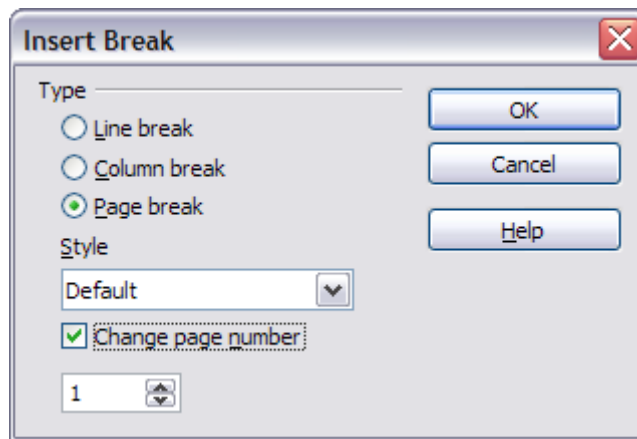 Insert Break
Type
Line break
Column break
Page break
Style
Default
Change page number
1
OK
Cancel
Help